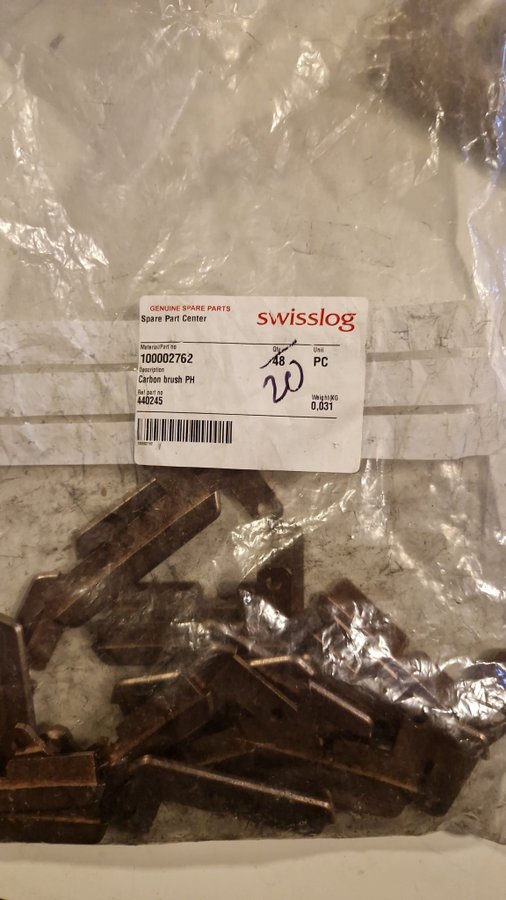 GENUINE SPARE PARTS
Spare Part Center
swisslog
Material/Part no
Qty
Unit
100002762
48
PC
20
Description
Carbon brush PH
Ref part no
Weight/KG
440245
0,031